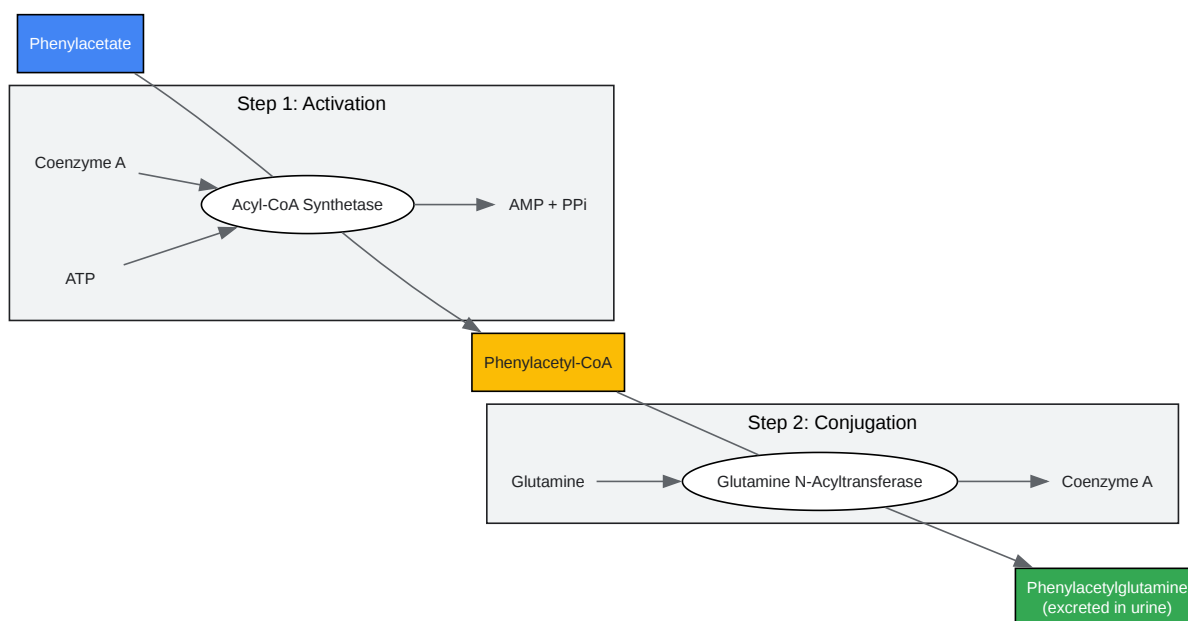 Phenylacetate
Step 1: Activation
Coenzyme A
Acyl-CoA Synthetase
AMP + PPi
ATP
Phenylacetyl-CoA
Step 2: Conjugation
Glutamine
Glutamine N-Acyltransferase
Coenzyme A
Phenylacetylglutamine
(excreted in urine)